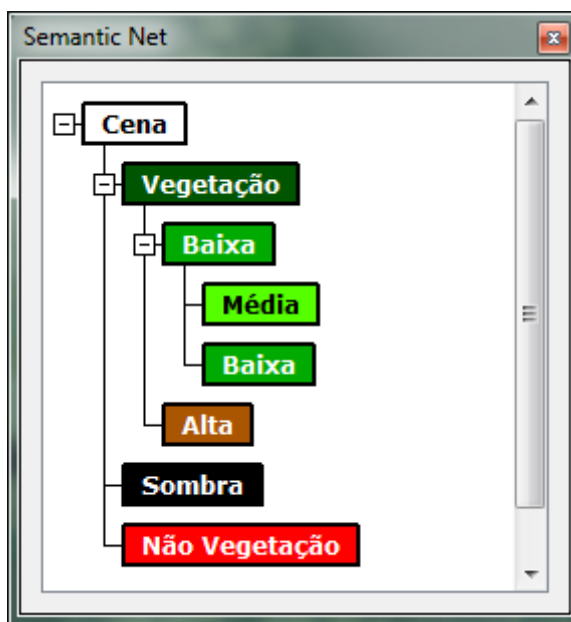 Semantic Net
Cena
Vegetação
Baixa
Média
Baixa
Alta
Sombra
Não Vegetação